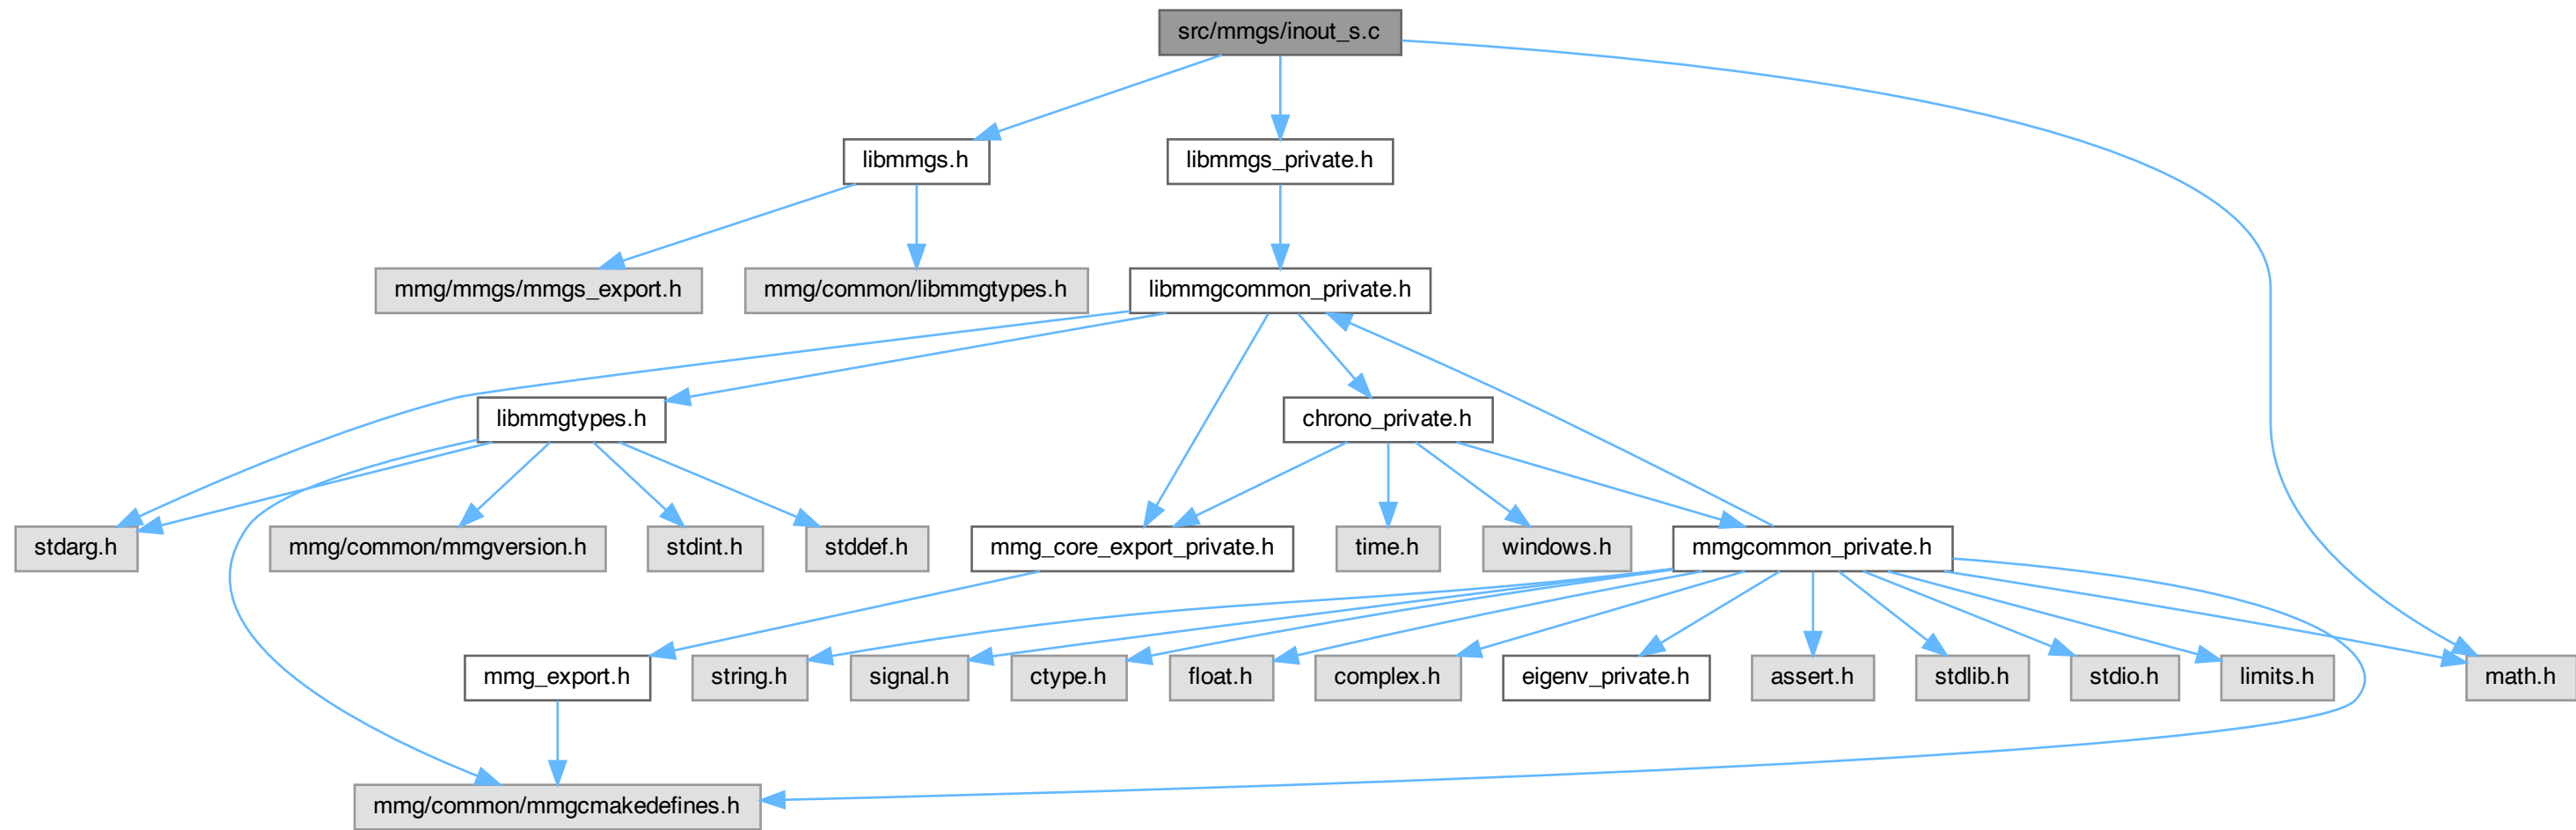 src/mmgs/inout_s.c
libmmgs.h
libmmgs_private.h
mmg/mmgs/mmgs_export.h
mmg/common/libmmgtypes.h
libmmgcommon_private.h
libmmgtypes.h
chrono_private.h
stdarg.h
mmg/common/mmgversion.h
stdint.h
stddef.h
mmg_core_export_private.h
time.h
windows.h
mmgcommon_private.h
mmg_export.h
string.h
signal.h
ctype.h
float.h
complex.h
eigenv_private.h
assert.h
stdlib.h
stdio.h
limits.h
math.h
mmg/common/mmgcmakedefines.h